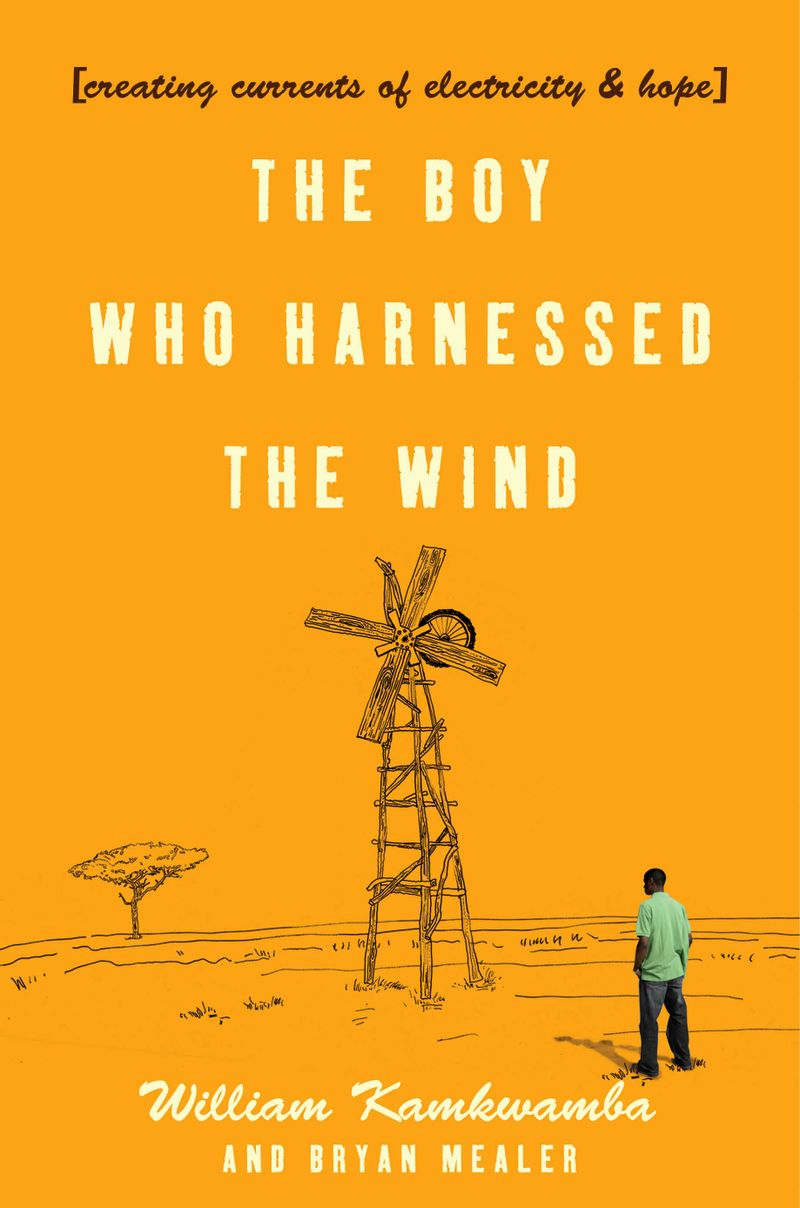 [creating currents of electricity & hope]
THE BOY
WHO HARNESSED
THE WIND
William Kamkwamba
AND BRYAN MEALER